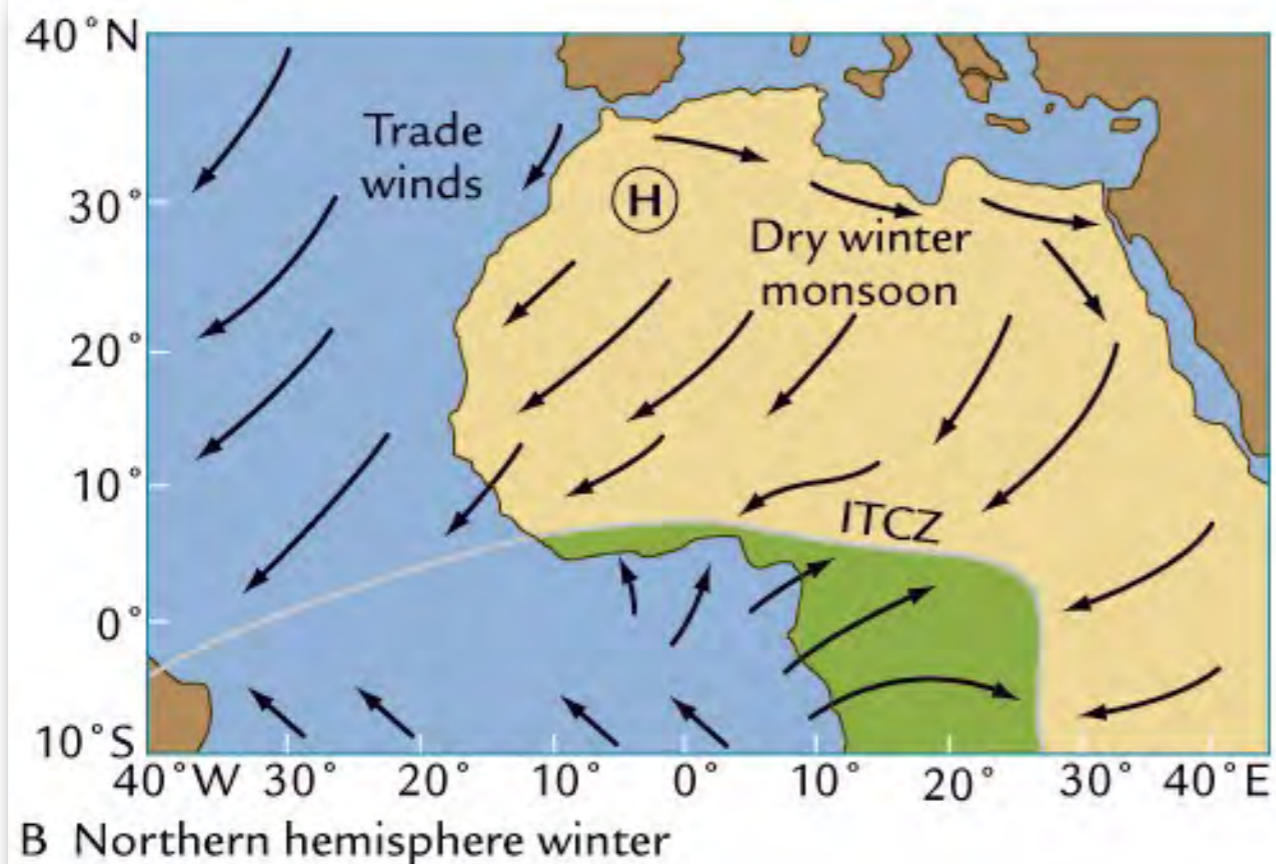 40°N
Trade
winds
30°
H
Dry winter
monsoon
20°
10°
ITCZ
0°
10°S
40°W 30° 20° 10° 0° 10° 20° 30° 40°E
B Northern hemisphere winter